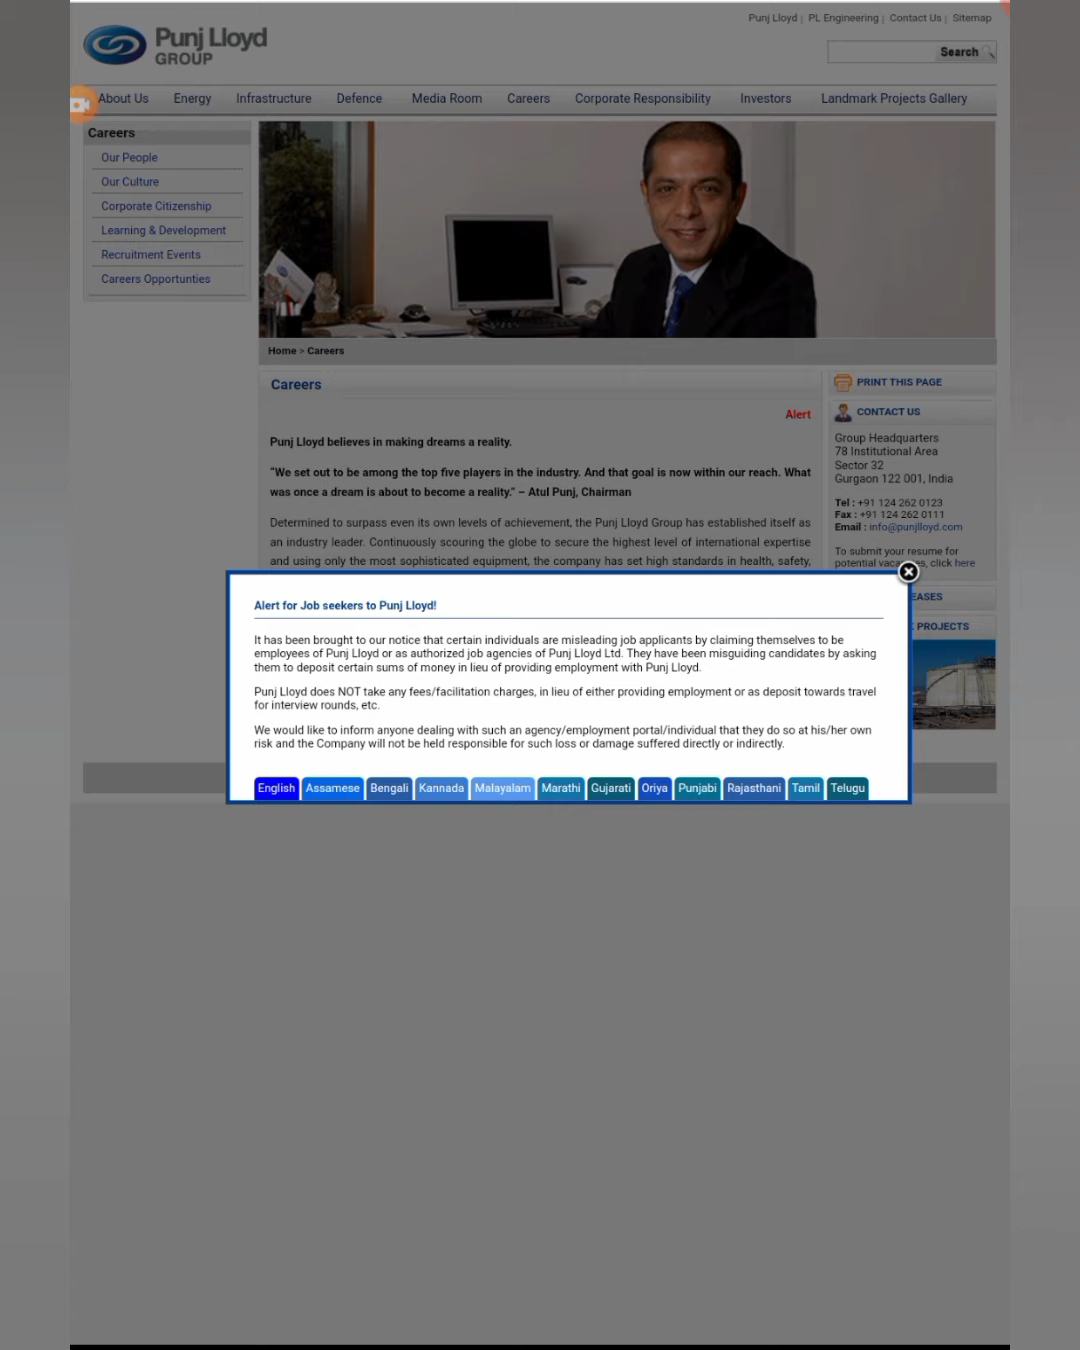 Punj Lloyd | PL Engineering | Contact Us | Sitemap
Punj Lloyd
GROUP
Search
About Us Energy Infrastructure Defence Media Room Careers Corporate Responsibility Investors Landmark Projects Gallery
Careers
Our People
Our Culture
Corporate Citizenship
Learning & Development
Recruitment Events
Careers Opportunties
Home > Careers
Careers
Alert
Punj Lloyd believes in making dreams a reality.
"We set out to be among the top five players in the industry. And that goal is now within our reach. What
was once a dream is about to become a reality." – Atul Punj, Chairman
Determined to surpass even its own levels of achievement, the Punj Lloyd Group has established itself as
an industry leader. Continuously scouring the globe to secure the highest level of international expertise
and using only the most sophisticated equipment, the company has set high standards in health, safety,
PRINT THIS PAGE
CONTACT US
Group Headquarters
78 Institutional Area
Sector 32
Gurgaon 122 001, India
Tel : +91 124 262 0123
Fax : +91 124 262 0111
Email : info@punjlloyd.com
To submit your resume for
potential vacancies, click here
EASES
PROJECTS
Alert for Job seekers to Punj Lloyd!
It has been brought to our notice that certain individuals are misleading job applicants by claiming themselves to be
employees of Punj Lloyd or as authorized job agencies of Punj Lloyd Ltd. They have been misguiding candidates by asking
them to deposit certain sums of money in lieu of providing employment with Punj Lloyd.
Punj Lloyd does NOT take any fees/facilitation charges, in lieu of either providing employment or as deposit towards travel
for interview rounds, etc.
We would like to inform anyone dealing with such an agency/employment portal/individual that they do so at his/her own
risk and the Company will not be held responsible for such loss or damage suffered directly or indirectly.
English Assamese Bengali Kannada Malayalam Marathi Gujarati Oriya Punjabi Rajasthani Tamil Telugu